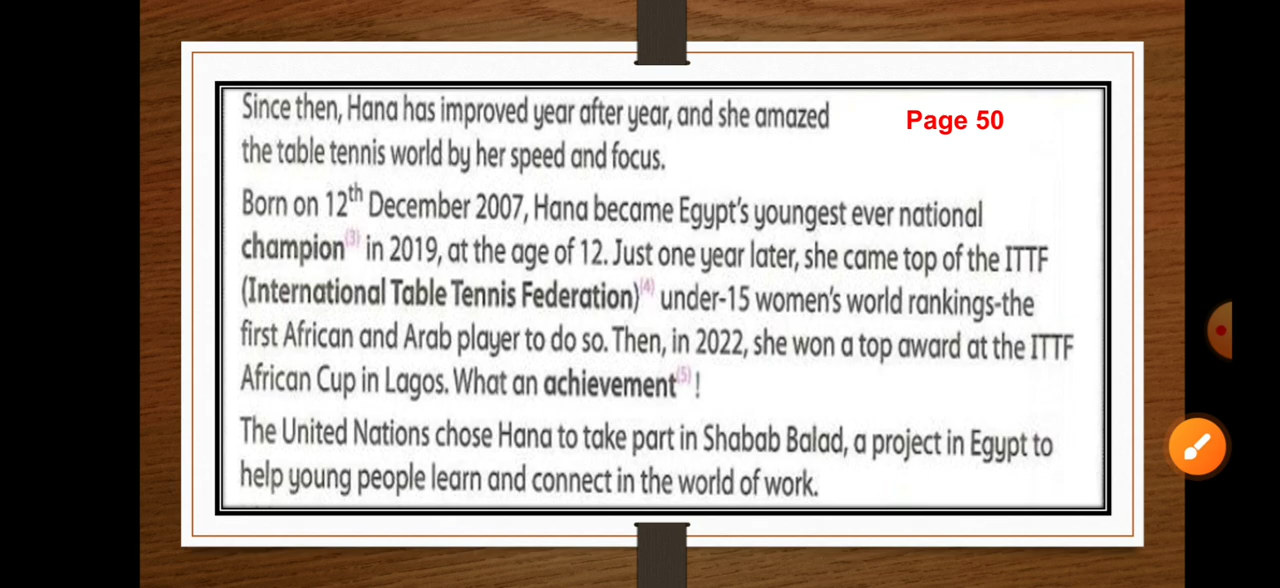 Since then, Hana has improved year after year, and she amazed
Page 50
the table tennis world by her speed and focus.
Born on 12th December 2007, Hana became Egypt's youngest ever national
champion(3) in 2019, at the age of 12. Just one year later, she came top of the ITTF
(International Table Tennis Federation)(4) under-15 women's world rankings-the
first African and Arab player to do so. Then, in 2022, she won a top award at the ITTF
African Cup in Lagos. What an achievement(5) !
The United Nations chose Hana to take part in Shabab Balad, a project in Egypt to
help young people learn and connect in the world of work.